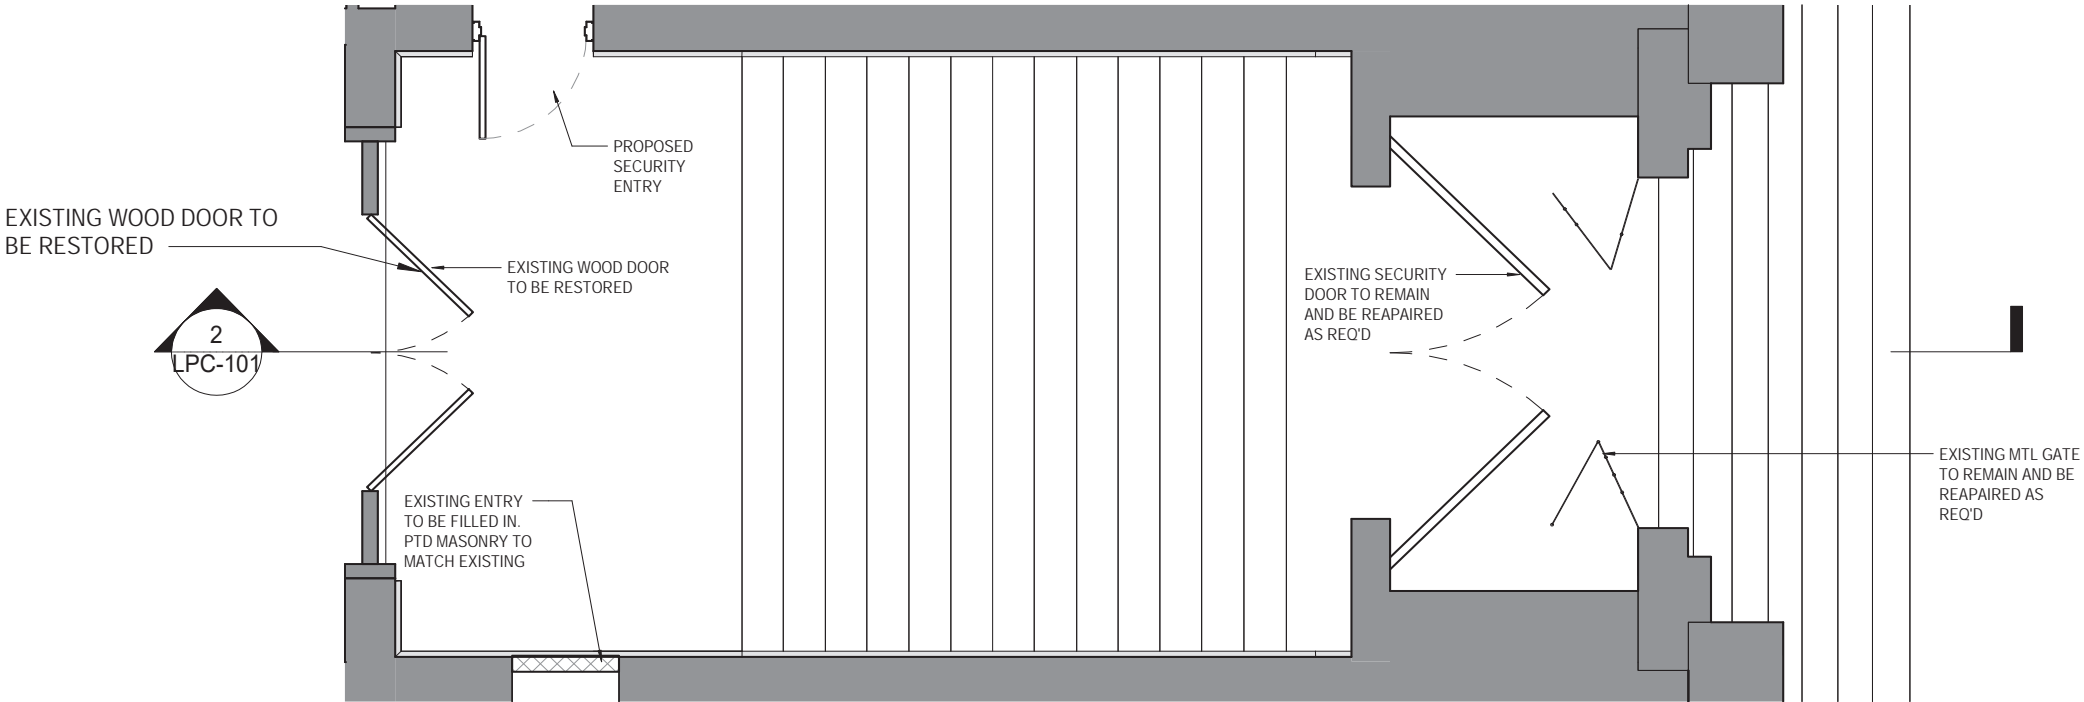 PROPOSED
SECURITY
ENTRY
EXISTING WOOD DOOR TO
BE RESTORED
EXISTING WOOD DOOR
TO BE RESTORED
EXISTING SECURITY
DOOR TO REMAIN
AND BE REAPAIRED
AS REQ'D
2
LPC-101
EXISTING MTL GATE
TO REMAIN AND BE
REAPAIRED AS
REQ'D
EXISTING ENTRY
TO BE FILLED IN.
PTD MASONRY TO
MATCH EXISTING